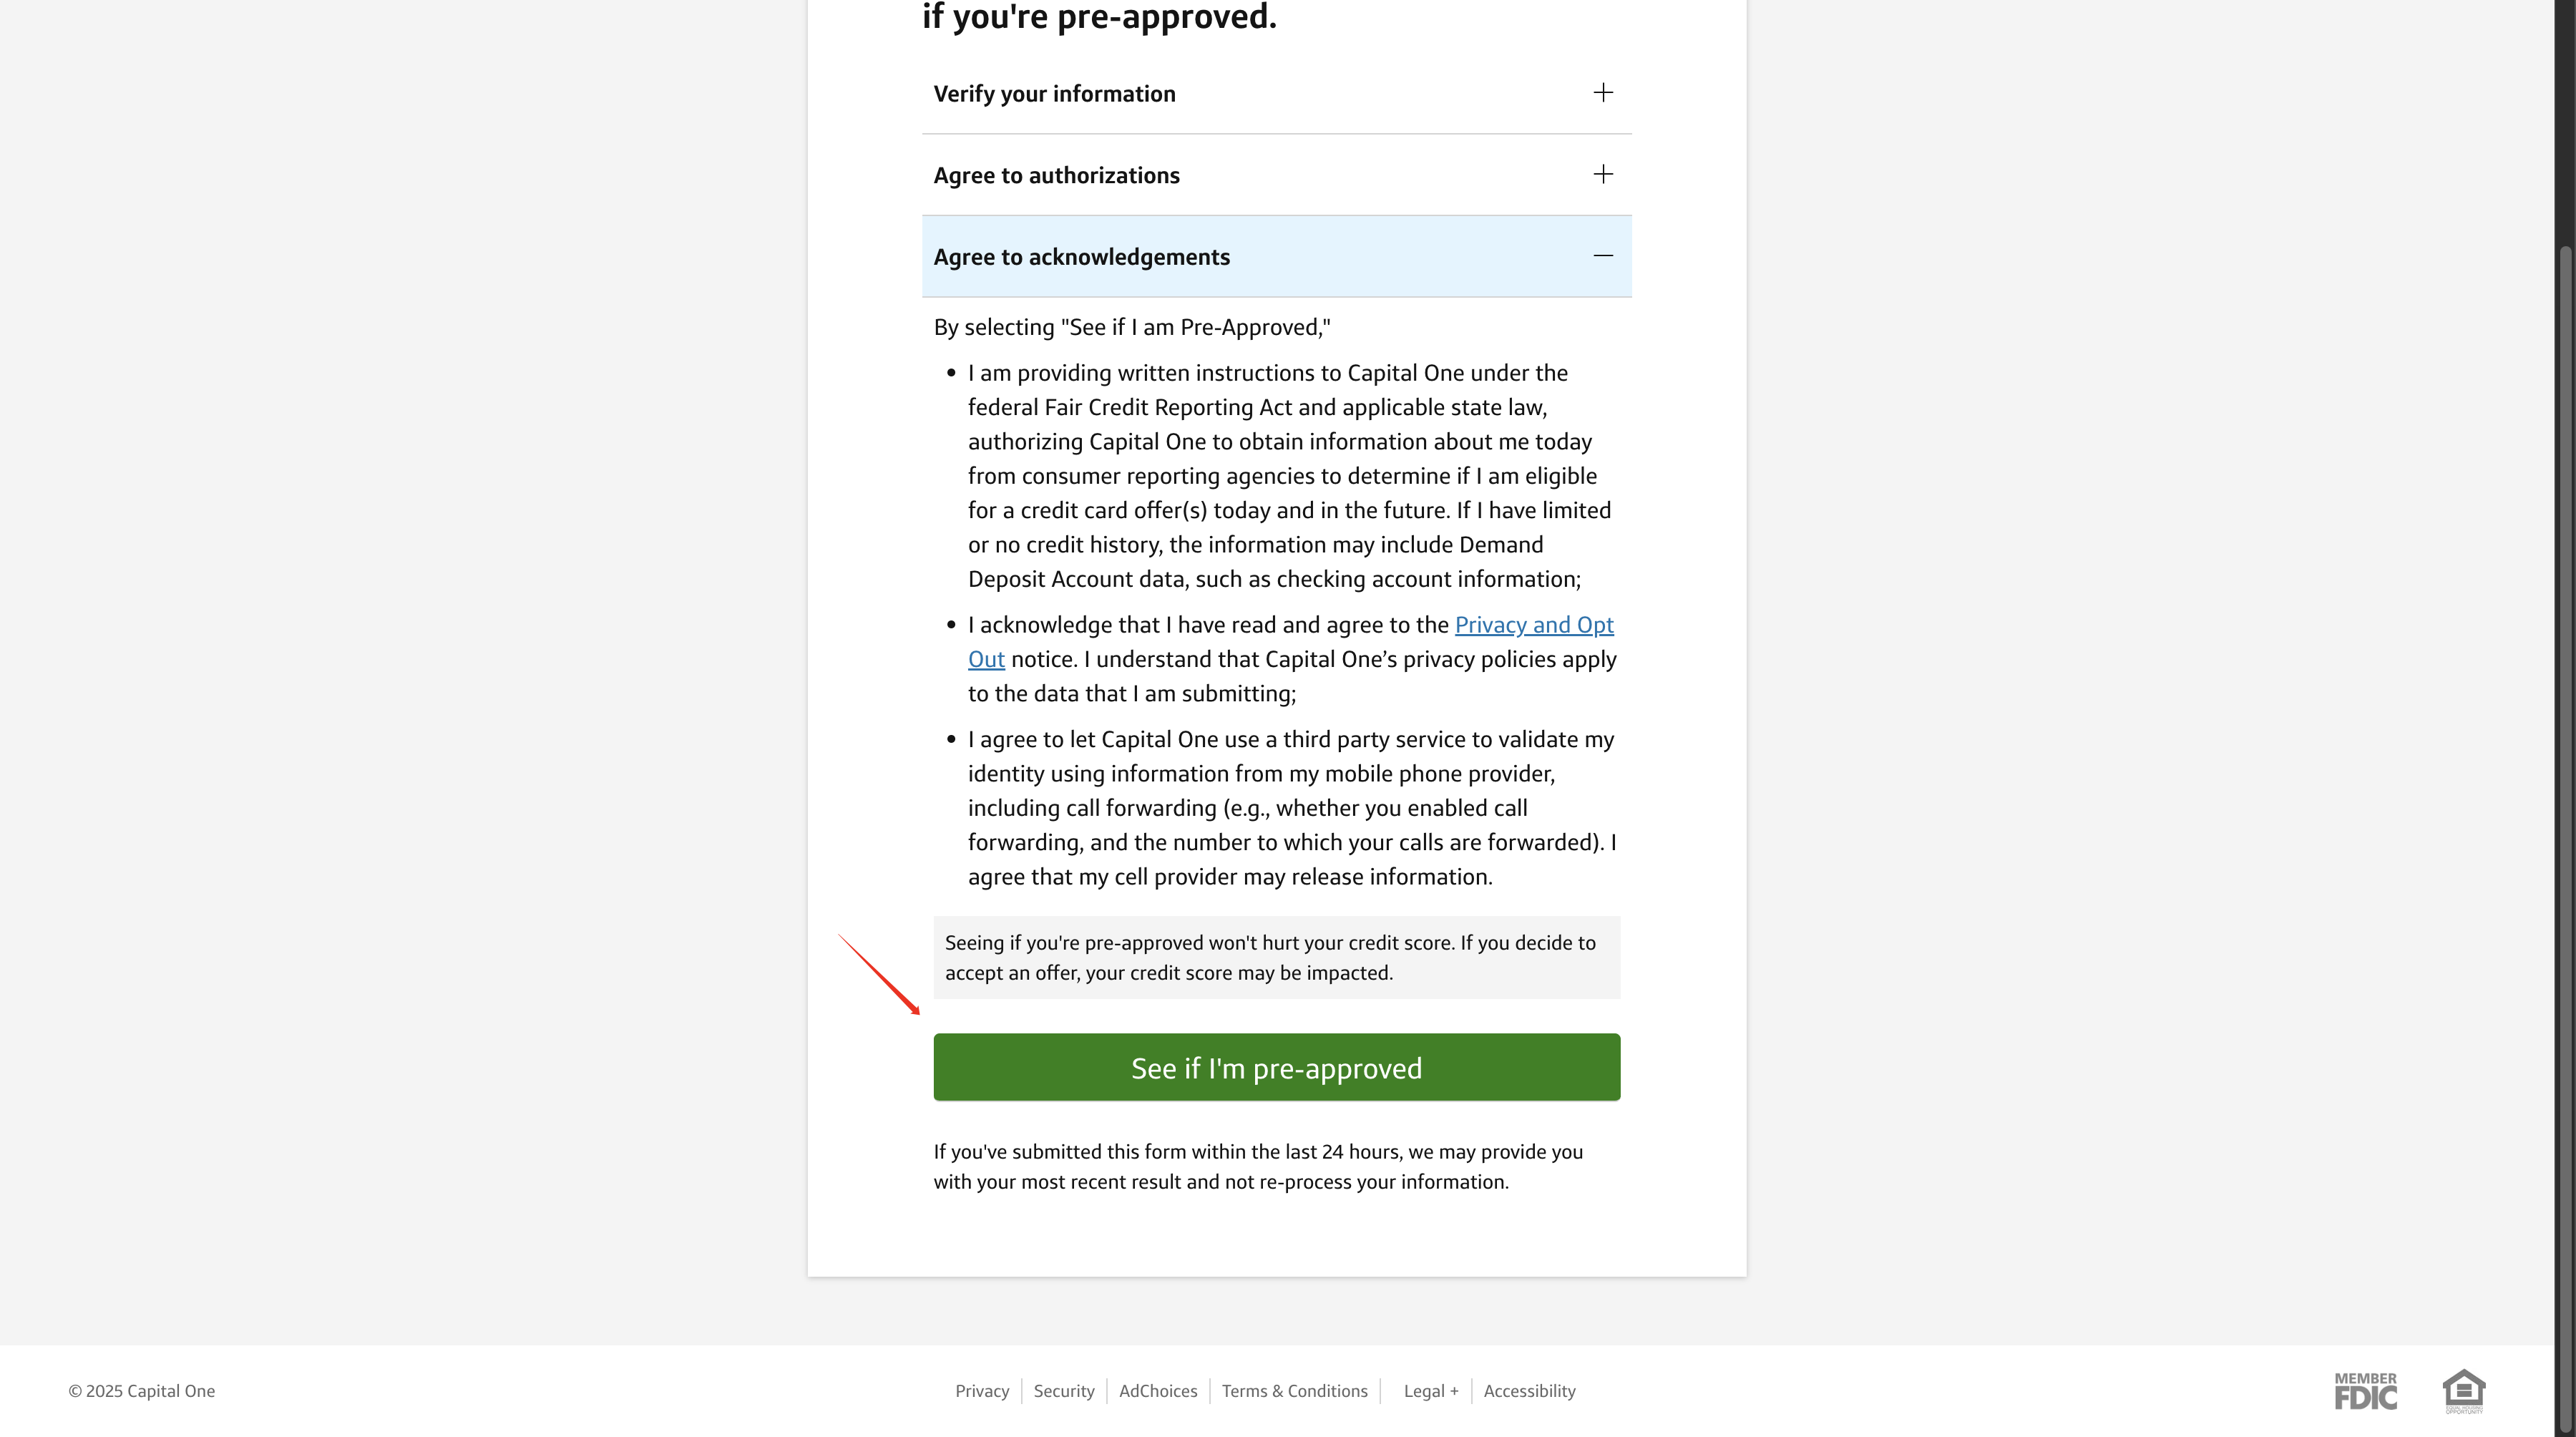 if you're pre-approved.
Verify your information
Agree to authorizations
Agree to acknowledgements
By selecting "See if I am Pre-Approved,"
• I am providing written instructions to Capital One under the
federal Fair Credit Reporting Act and applicable state law,
authorizing Capital One to obtain information about me today
from consumer reporting agencies to determine if I am eligible
for a credit card offer(s) today and in the future. If I have limited
or no credit history, the information may include Demand
Deposit Account data, such as checking account information;
• I acknowledge that I have read and agree to the Privacy and Opt
Out notice. I understand that Capital One’s privacy policies apply
to the data that I am submitting;
• I agree to let Capital One use a third party service to validate my
identity using information from my mobile phone provider,
including call forwarding (e.g., whether you enabled call
forwarding, and the number to which your calls are forwarded). I
agree that my cell provider may release information.
Seeing if you're pre-approved won't hurt your credit score. If you decide to
accept an offer, your credit score may be impacted.
See if I'm pre-approved
If you've submitted this form within the last 24 hours, we may provide you
with your most recent result and not re-process your information.
© 2025 Capital One
Privacy
Security
AdChoices
Terms & Conditions
Legal +
Accessibility
MEMBER
FDIC
EQUAL HOUSING
OPPORTUNITY